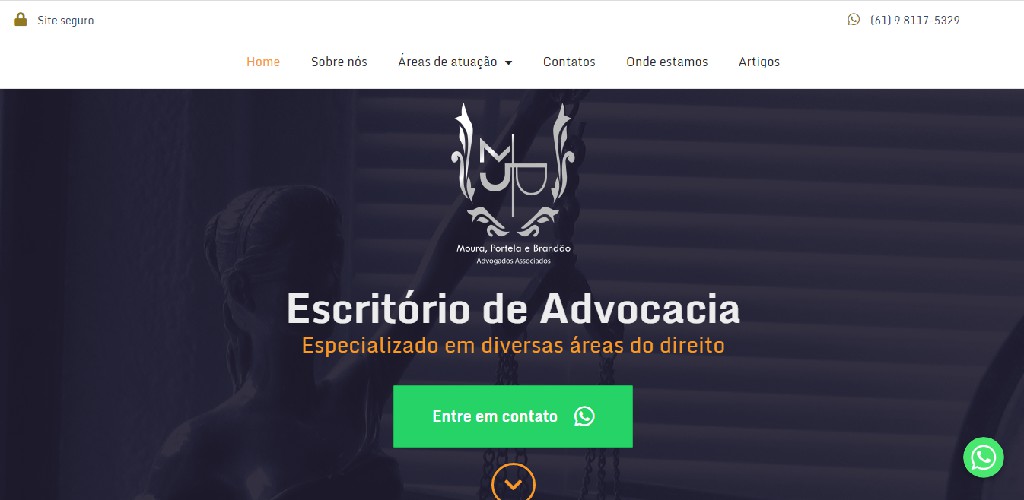 Site seguro
(61) 9 8117-5329
Home Sobre nós Áreas de atuação Contatos Onde estamos Artigos
Moura, Portela e Brandão
Advogados Associados
Escritório de Advocacia
Especializado em diversas áreas do direito
Entre em contato